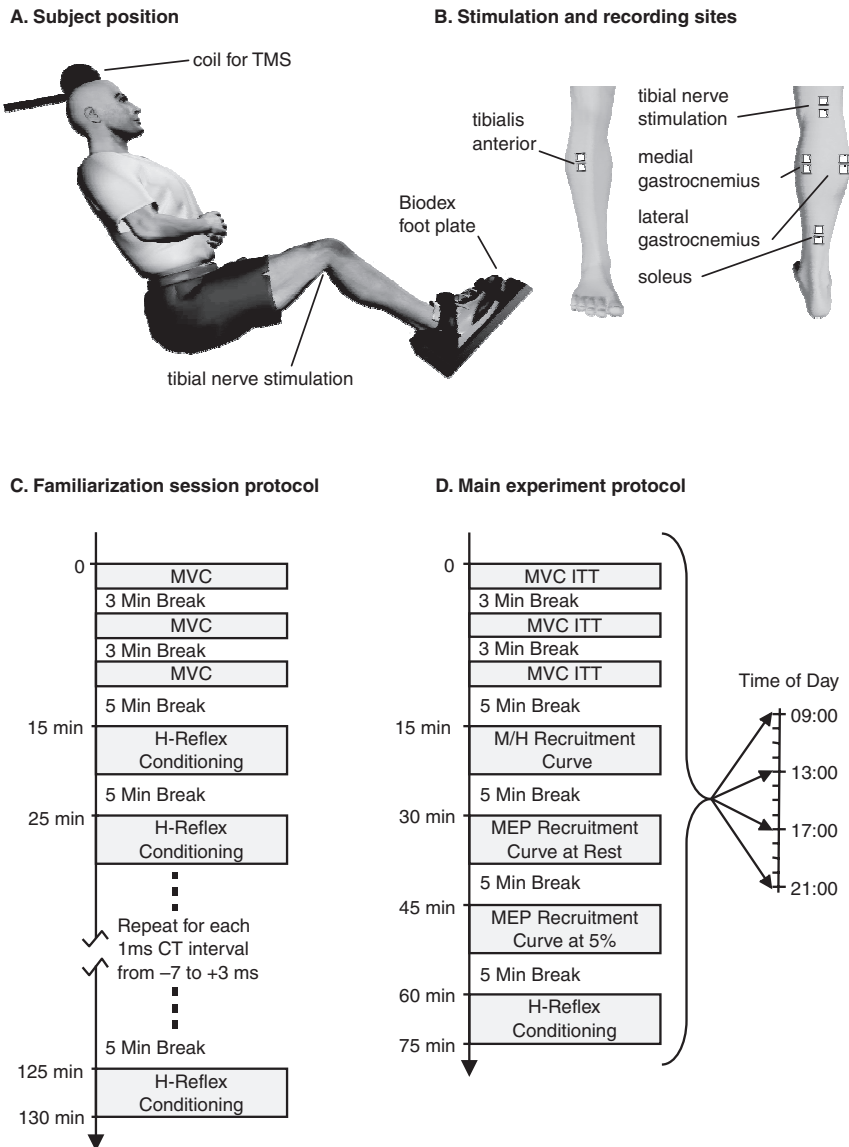 A. Subject position
coil for TMS
Biodex
foot plate
tibial nerve stimulation
B. Stimulation and recording sites
tibialis
anterior
tibial nerve
stimulation
medial
gastrocnemius
lateral
gastrocnemius
soleus
C. Familiarization session protocol
0
MVC
3 Min Break
MVC
3 Min Break
MVC
5 Min Break
15 min
H-Reflex
Conditioning
5 Min Break
25 min
H-Reflex
Conditioning
Repeat for each
1ms CT interval
from –7 to +3 ms
5 Min Break
125 min
H-Reflex
Conditioning
130 min
D. Main experiment protocol
0
MVC ITT
3 Min Break
MVC ITT
3 Min Break
MVC ITT
5 Min Break
15 min
M/H Recruitment
Curve
5 Min Break
30 min
MEP Recruitment
Curve at Rest
5 Min Break
45 min
MEP Recruitment
Curve at 5%
5 Min Break
60 min
H-Reflex
Conditioning
75 min
Time of Day
09:00
13:00
17:00
21:00